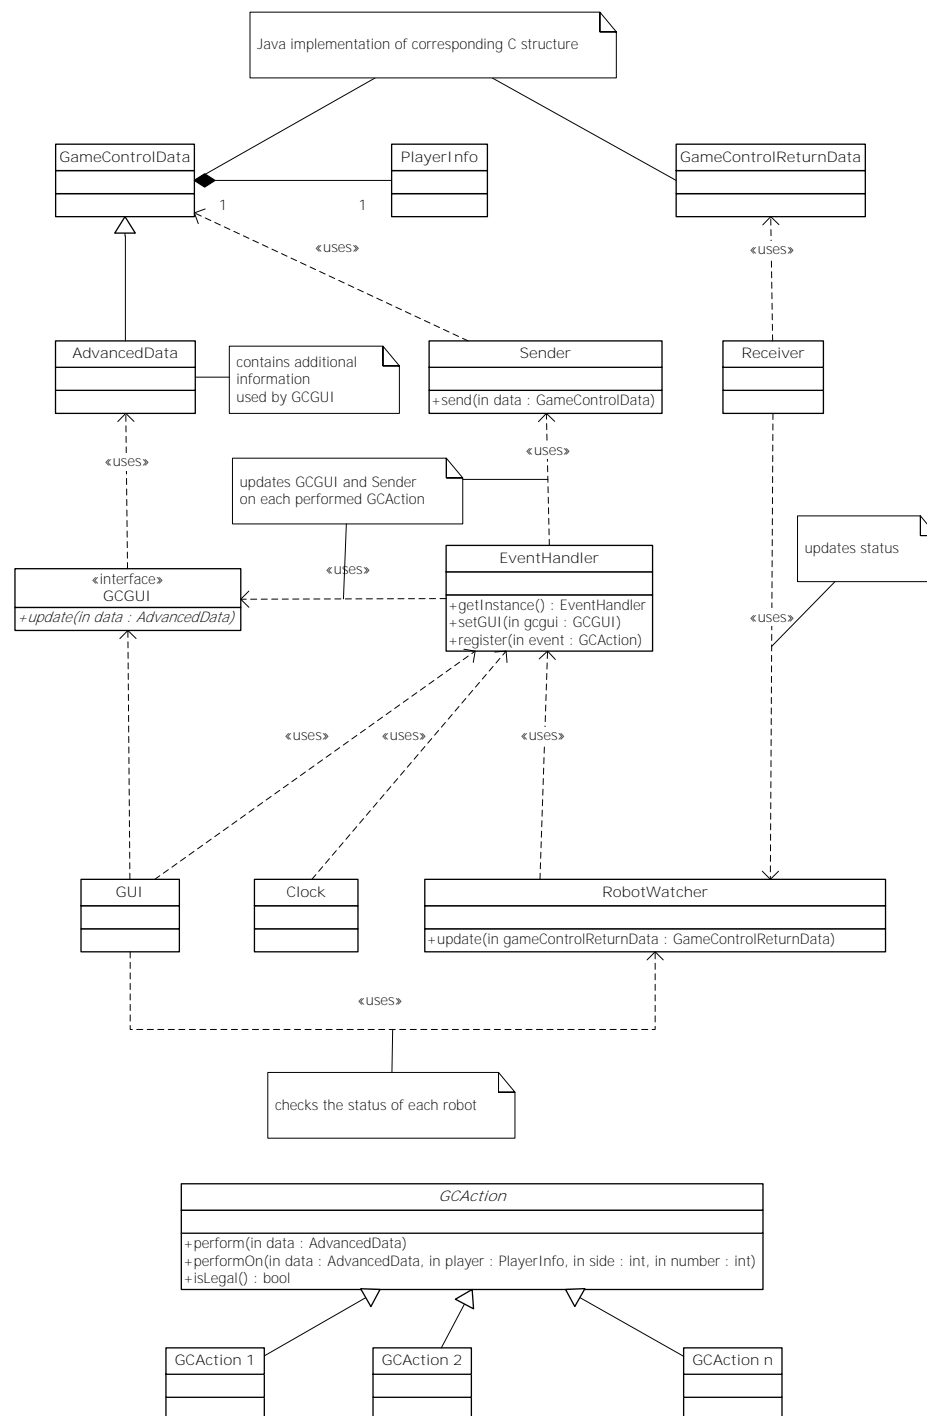 Java implementation of corresponding C structure
GameControlData
PlayerInfo
GameControlReturnData
1
1
«uses»
«uses»
AdvancedData
contains additional
information
used by GCGUI
Sender
+send(in data : GameControlData)
Receiver
«uses»
«uses»
updates GCGUI and Sender
on each performed GCAction
updates status
«interface»
GCGUI
+update(in data : AdvancedData)
«uses»
EventHandler
+getInstance() : EventHandler
+setGUI(in gcgui : GCGUI)
+register(in event : GCAction)
«uses»
«uses»
«uses»
«uses»
GUI
Clock
RobotWatcher
+update(in gameControlReturnData : GameControlReturnData)
«uses»
checks the status of each robot
GCAction
+perform(in data : AdvancedData)
+performOn(in data : AdvancedData, in player : PlayerInfo, in side : int, in number : int)
+isLegal() : bool
GCAction 1
GCAction 2
GCAction n